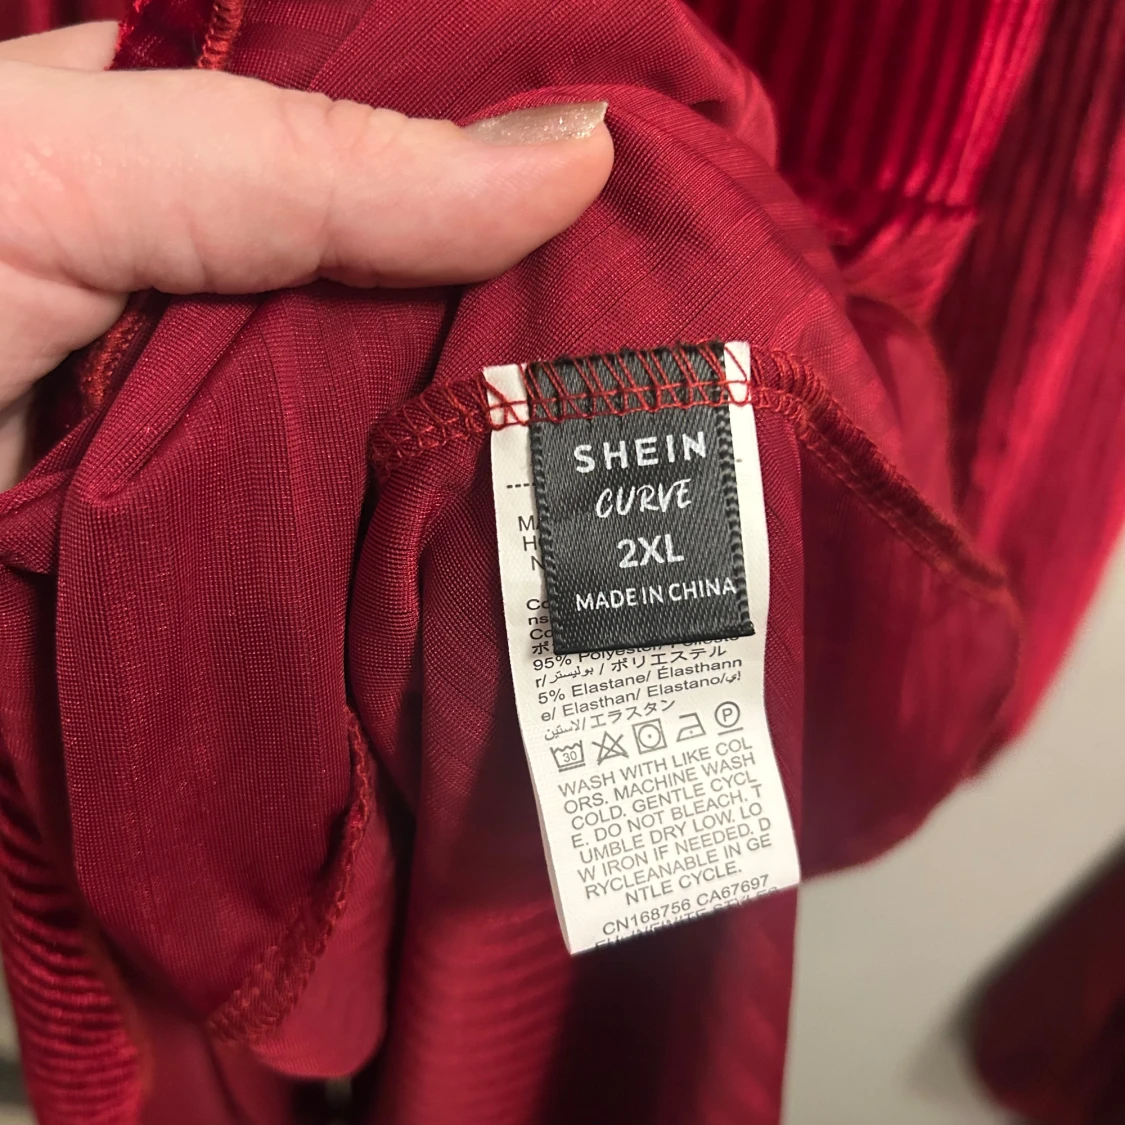 SHEIN
CURVE
2XL
MADE IN CHINA
95% Polyester/
r/بوليستر / ポリエステル
5% Elastane/ Élasthann
e/ Elasthan/ Elastano/إي
لاستين/エラスタン
30
P
WASH WITH LIKE COL
ORS. MACHINE WASH
COLD. GENTLE CYCL
E. DO NOT BLEACH. T
UMBLE DRY LOW. LO
W IRON IF NEEDED. D
RYCLEANABLE IN GE
NTLE CYCLE.
CN168756 CA67697